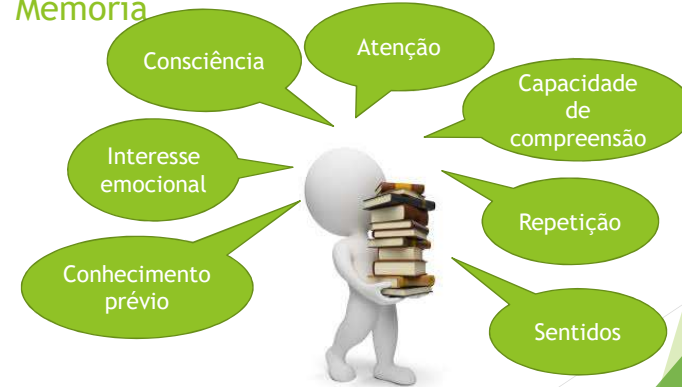 Memória
Consciência
Atenção
Capacidade
de
compreensão
Interesse
emocional
Repetição
Conhecimento
prévio
Sentidos